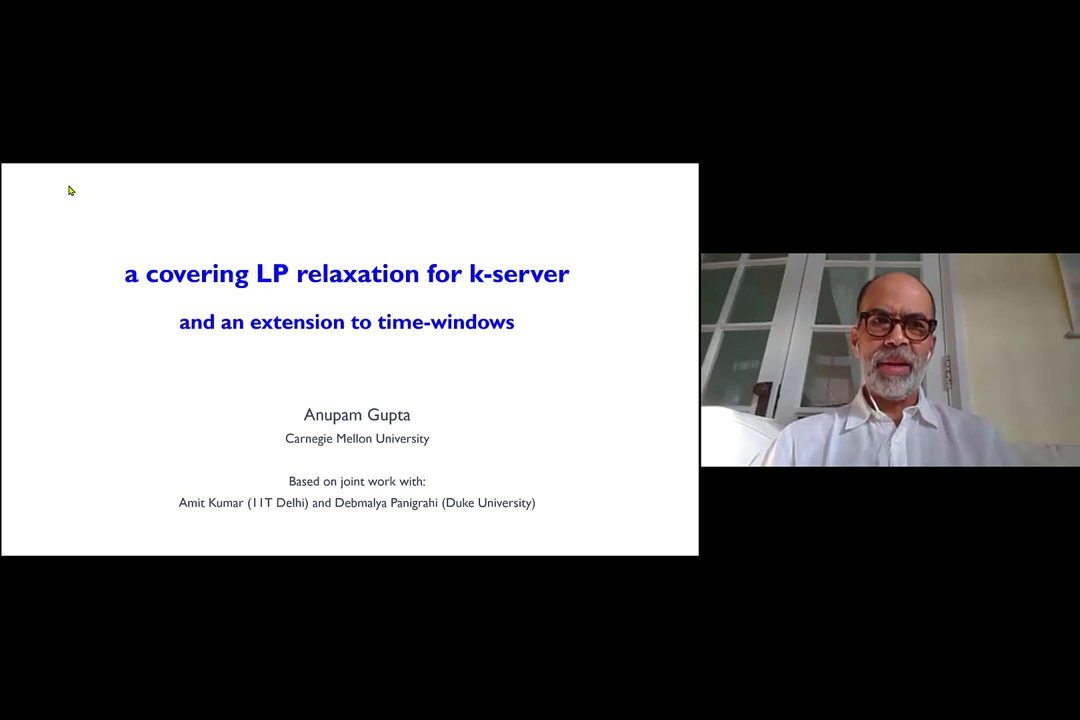 a covering LP relaxation for k-server
and an extension to time-windows
Anupam Gupta
Carnegie Mellon University
Based on joint work with:
Amit Kumar (11T Delhi) and Debmalya Panigrahi (Duke University)